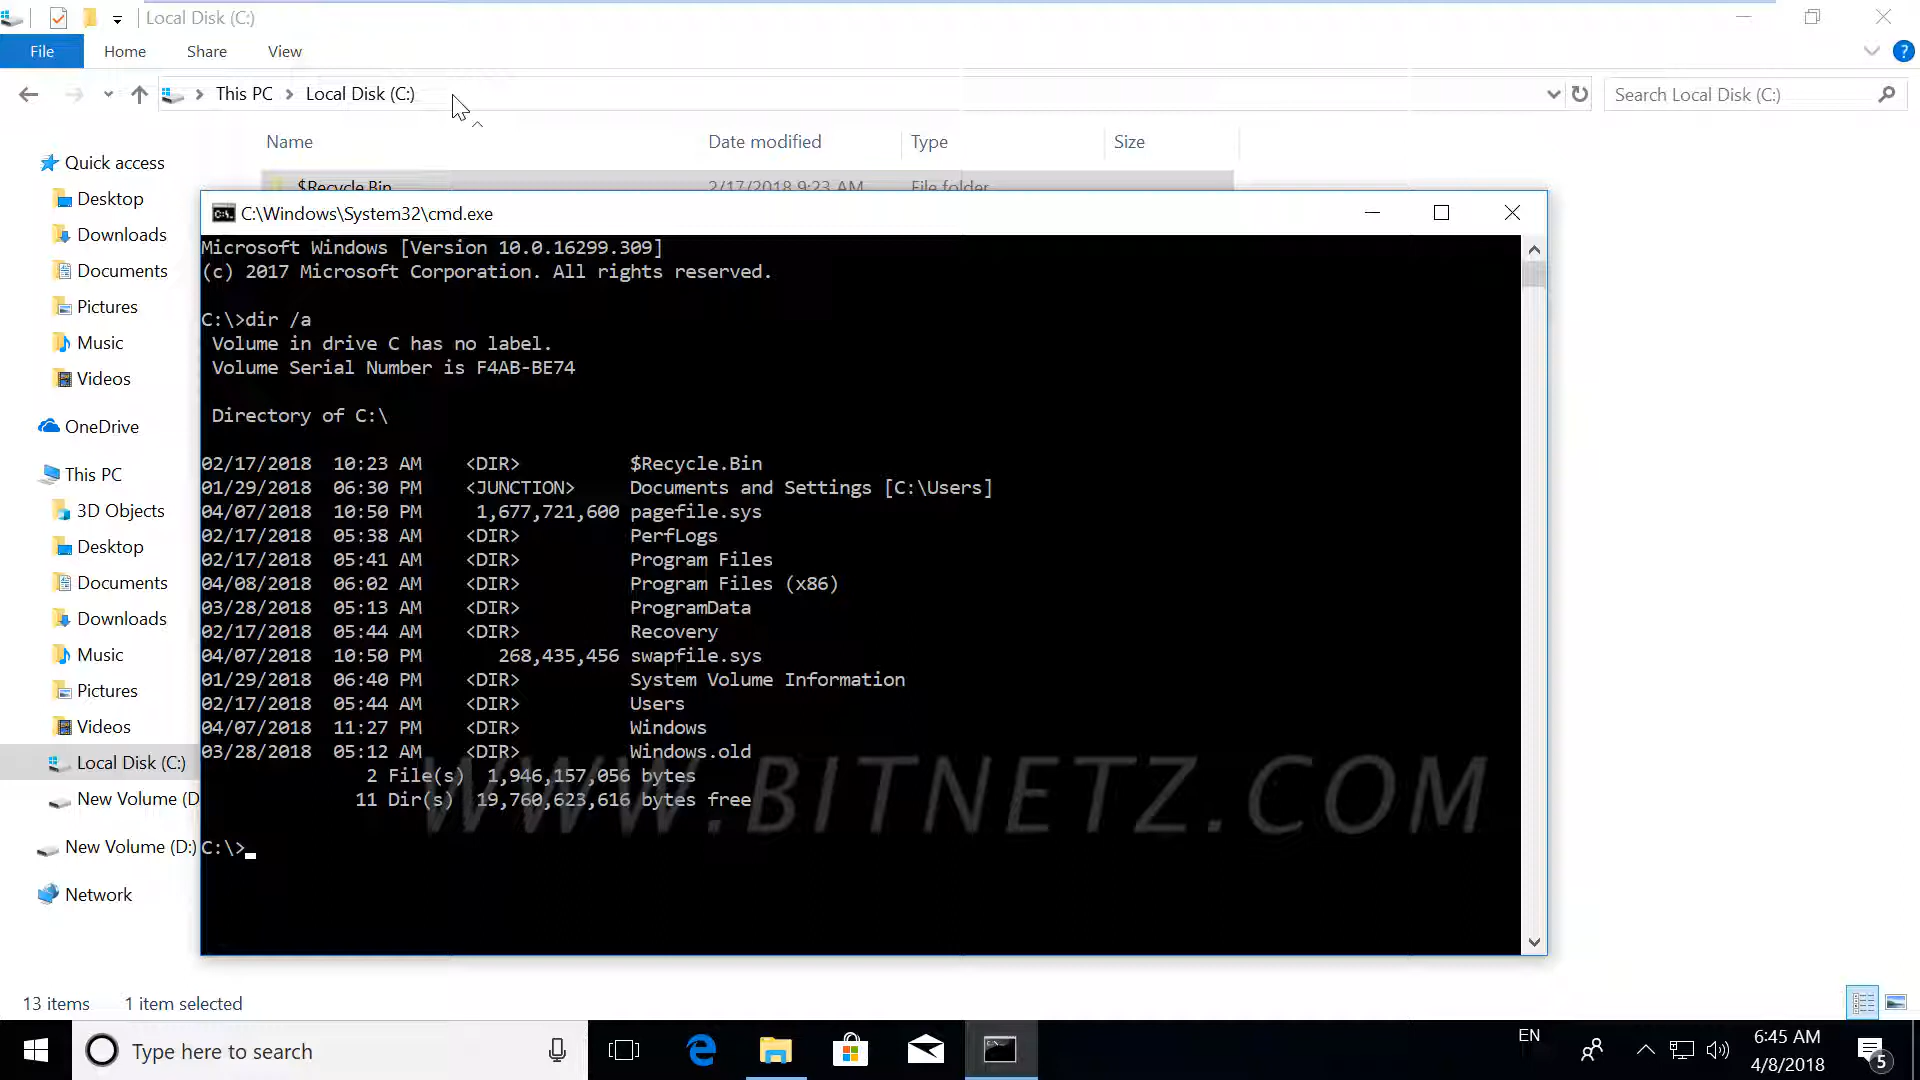 Local Disk (C:)
File Home Share View
This PC Local Disk (C:)
Search Local Disk (C:)
Name Date modified Type Size
$Recycle.Bin 2/17/2018 9:23 AM File folder
Quick access
Desktop
Downloads
Documents
Pictures
Music
Videos
OneDrive
This PC
3D Objects
Desktop
Documents
Downloads
Music
Pictures
Videos
Local Disk (C:)
New Volume (D
New Volume (D:)
Network
C:\Windows\System32\cmd.exe
Microsoft Windows [Version 10.0.16299.309]
(c) 2017 Microsoft Corporation. All rights reserved.
C:\>dir /a
Volume in drive C has no label.
Volume Serial Number is F4AB-BE74
Directory of C:\
02/17/2018 10:23 AM <DIR> $Recycle.Bin
01/29/2018 06:30 PM <JUNCTION> Documents and Settings [C:\Users]
04/07/2018 10:50 PM 1,677,721,600 pagefile.sys
02/17/2018 05:38 AM <DIR> PerfLogs
02/17/2018 05:41 AM <DIR> Program Files
04/08/2018 06:02 AM <DIR> Program Files (x86)
03/28/2018 05:13 AM <DIR> ProgramData
02/17/2018 05:44 AM <DIR> Recovery
04/07/2018 10:50 PM 268,435,456 swapfile.sys
01/29/2018 06:40 PM <DIR> System Volume Information
02/17/2018 05:44 AM <DIR> Users
04/07/2018 11:27 PM <DIR> Windows
03/28/2018 05:12 AM <DIR> Windows.old
2 File(s) 1,946,157,056 bytes
11 Dir(s) 19,760,623,616 bytes free
WWW.BITNETZ.COM
C:\>
13 items 1 item selected
Type here to search
EN
6:45 AM
4/8/2018
5